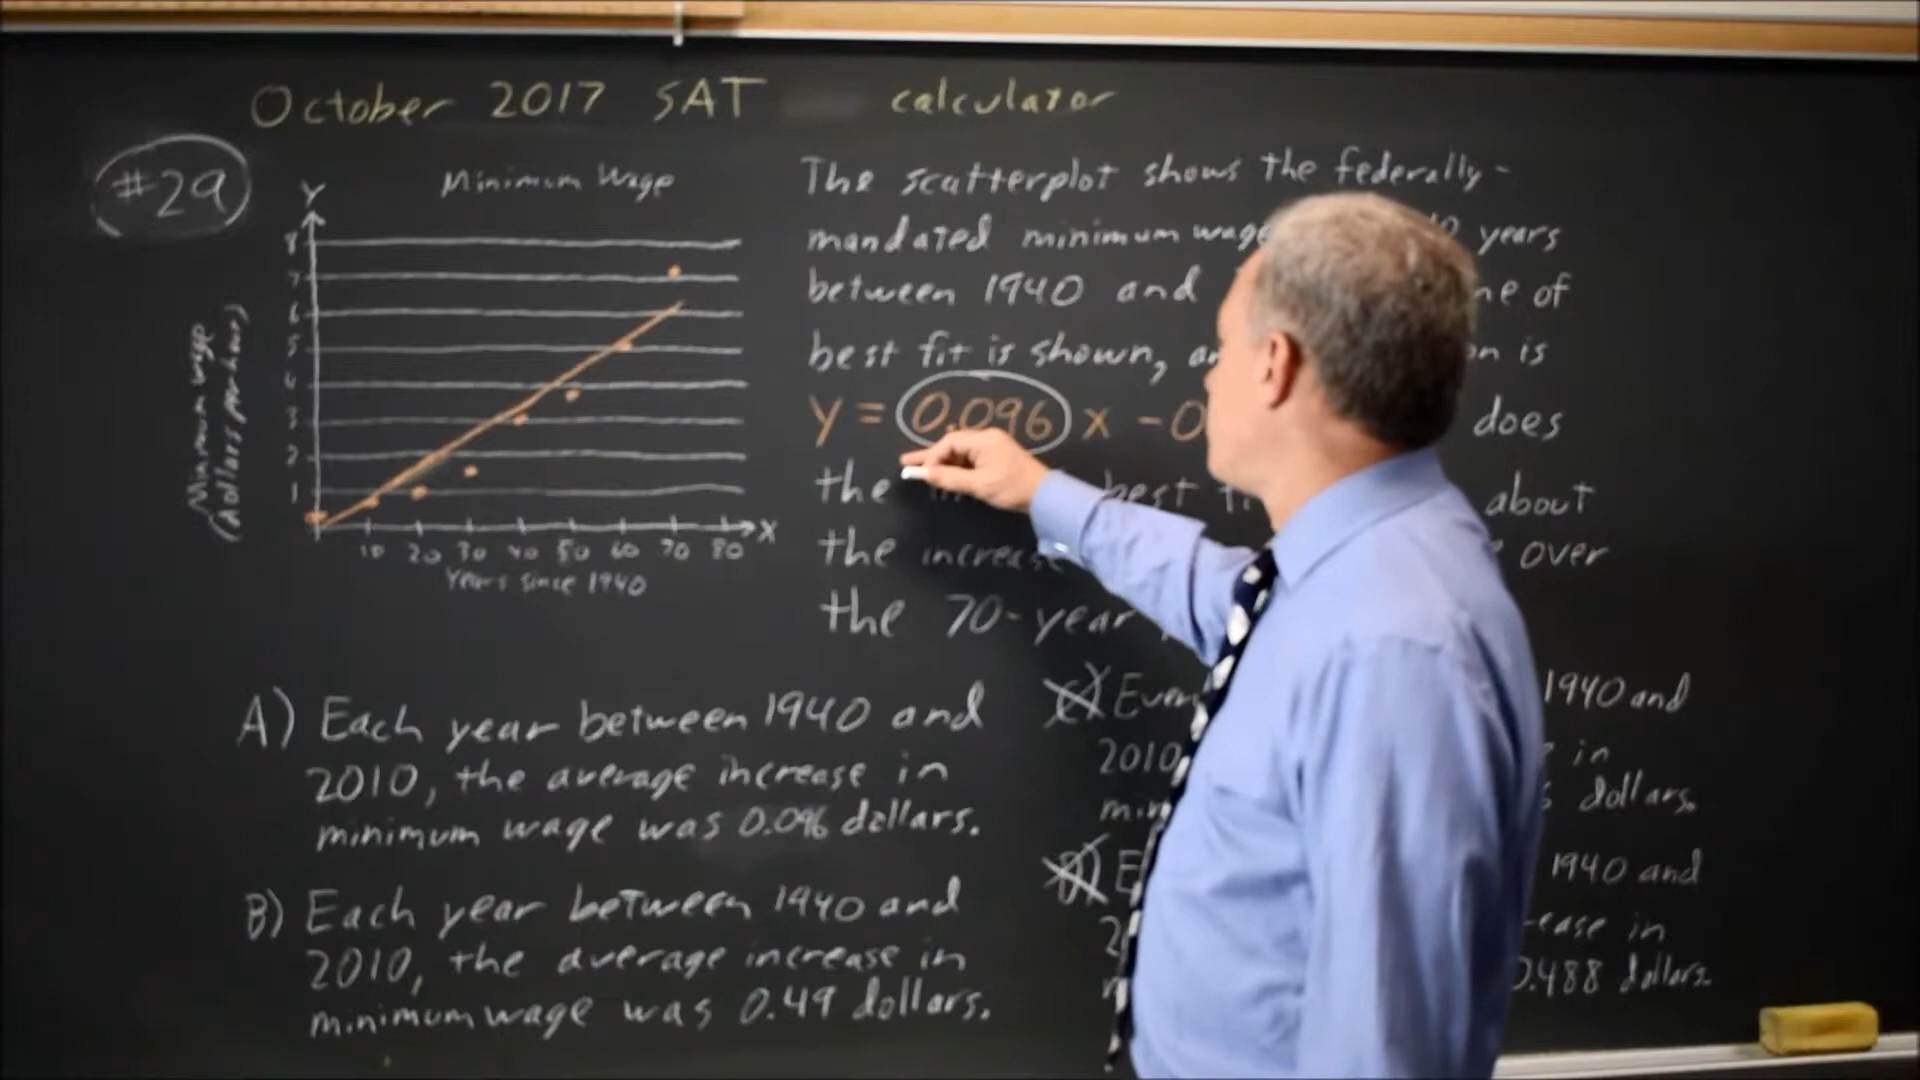 October 2017 SAT calculator
#29
Minimum Wage
Y
8
7
6
5
4
3
2
1
Minimum wage
(dollars per hour)
10 20 30 40 50 60 70 80 X
Years since 1940
The scatterplot shows the federally-
mandated minimum wage years
between 1940 and of
best fit is shown, is
y = 0.096 x - 0 does
the best about
the increase over
the 70-year
A) Each year between 1940 and
2010, the average increase in
minimum wage was 0.096 dollars.
B) Each year between 1940 and
2010, the average increase in
minimum wage was 0.49 dollars.
C) 1940 and
2010, in
dollars.
D) 1940 and
in
0.488 dollars.